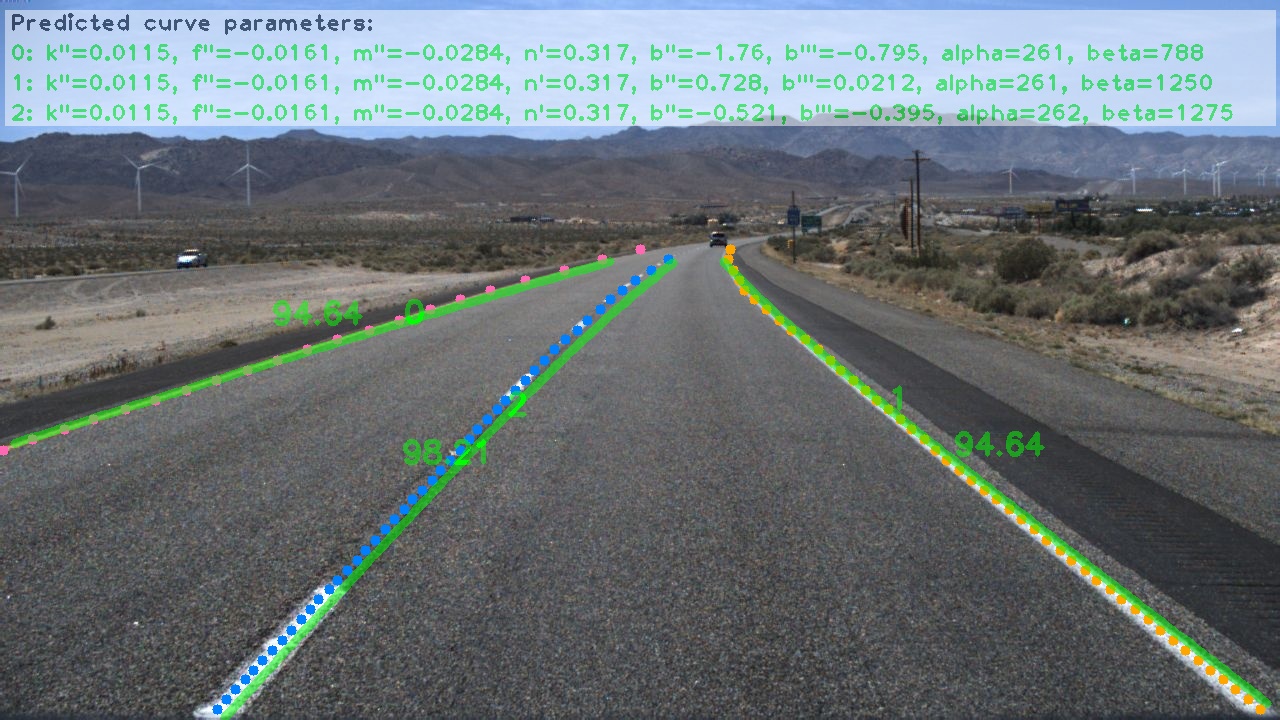 Predicted curve parameters:
0: k''=0.0115, f''=-0.0161, m''=-0.0284, n'=0.317, b''=-1.76, b'''=-0.795, alpha=261, beta=788
1: k''=0.0115, f''=-0.0161, m''=-0.0284, n'=0.317, b''=0.728, b'''=0.0212, alpha=261, beta=1250
2: k''=0.0115, f''=-0.0161, m''=-0.0284, n'=0.317, b''=-0.521, b'''=-0.395, alpha=262, beta=1275
94.64 0
2 1
98.21 94.64